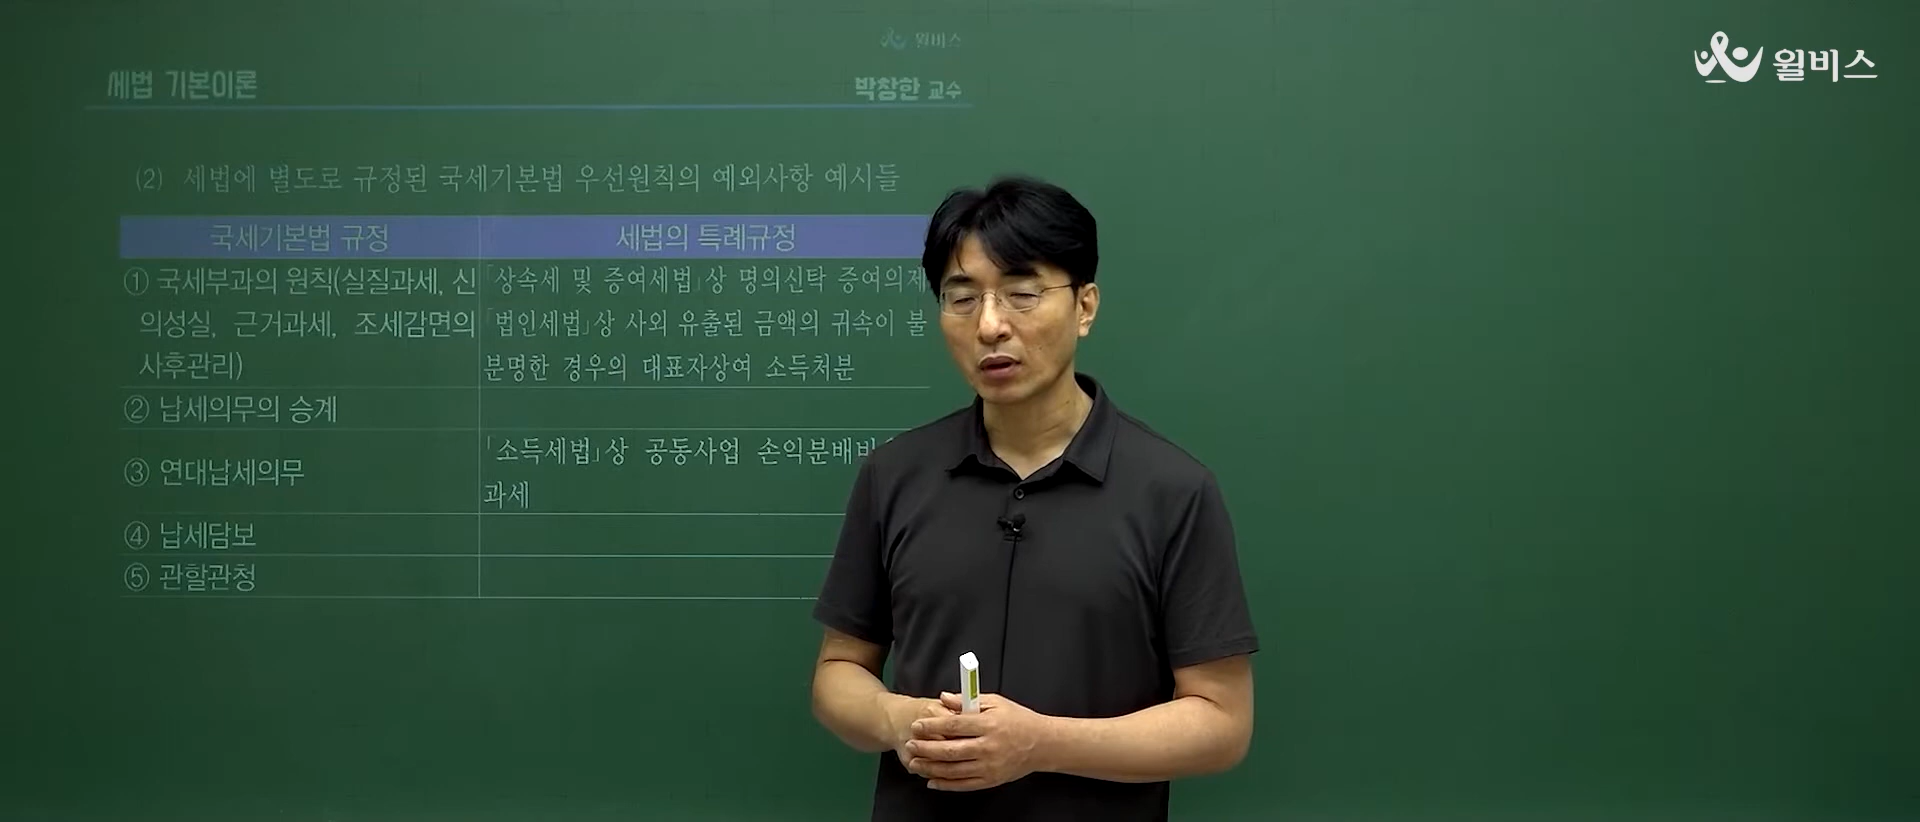 윌비스
윌비스
세법 기본이론
박창한 교수
(2) 세법에 별도로 규정된 국세기본법 우선원칙의 예외사항 예시들
국세기본법 규정
세법의 특례규정
① 국세부과의 원칙(실질과세, 신
의성실, 근거과세, 조세감면의
사후관리)
「상속세 및 증여세법」상 명의신탁 증여의제
「법인세법」상 사외 유출된 금액의 귀속이 불
분명한 경우의 대표자상여 소득처분
② 납세의무의 승계
③ 연대납세의무
「소득세법」상 공동사업
과세
④ 납세담보
⑤ 관할관청